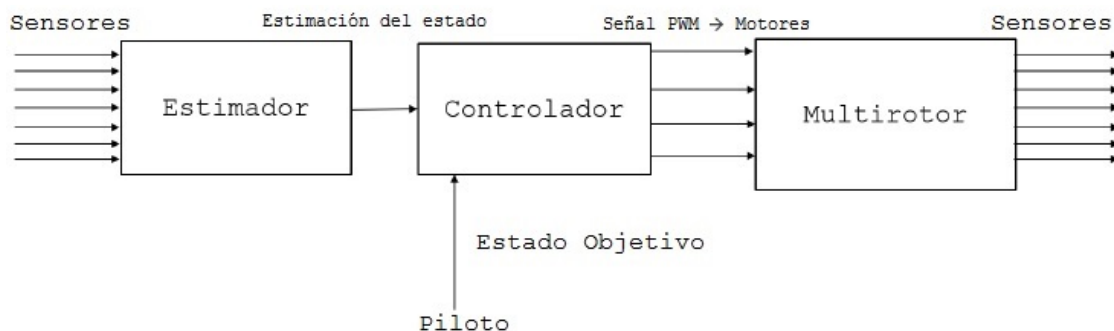 Sensores
Estimación del estado
Señal PWM → Motores
Sensores
Estimador
Controlador
Multirotor
Estado Objetivo
Piloto